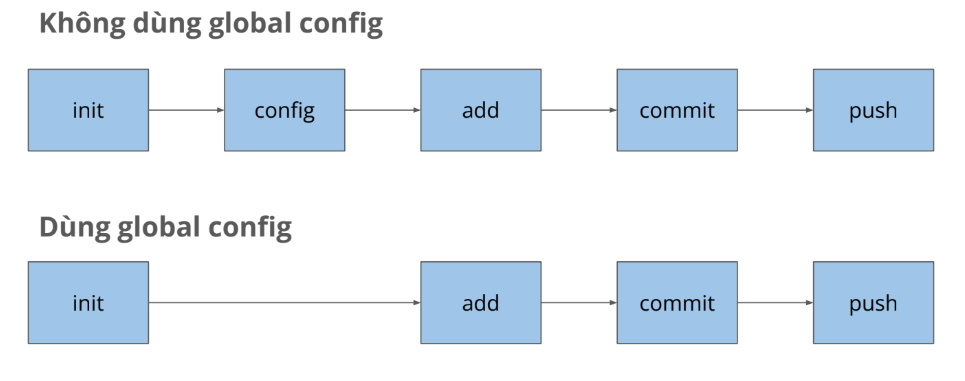 Không dùng global config
init
config
add
commit
push
Dùng global config
init
add
commit
push